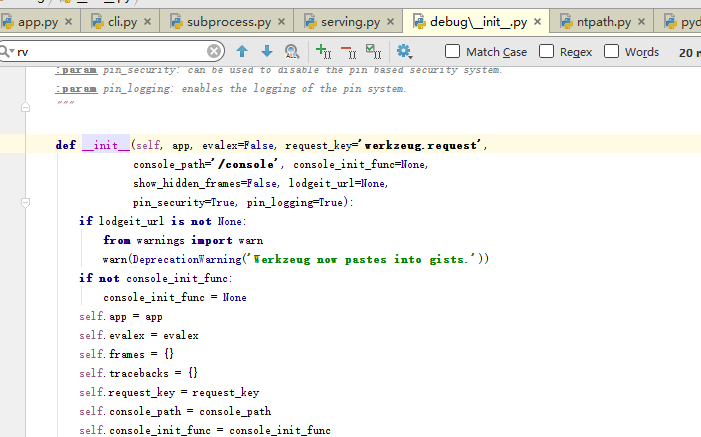 app.py × cli.py × subprocess.py × serving.py × debug\__init__.py × ntpath.py × pyd
rv Match Case Regex Words 20 m
:param pin_security: can be used to disable the pin based security system.
:param pin_logging: enables the logging of the pin system.
"""
def __init__(self, app, evalex=False, request_key='werkzeug.request',
console_path='/console', console_init_func=None,
show_hidden_frames=False, lodgeit_url=None,
pin_security=True, pin_logging=True):
if lodgeit_url is not None:
from warnings import warn
warn(DeprecationWarning('Werkzeug now pastes into gists.'))
if not console_init_func:
console_init_func = None
self.app = app
self.evalex = evalex
self.frames = {}
self.tracebacks = {}
self.request_key = request_key
self.console_path = console_path
self.console_init_func = console_init_func